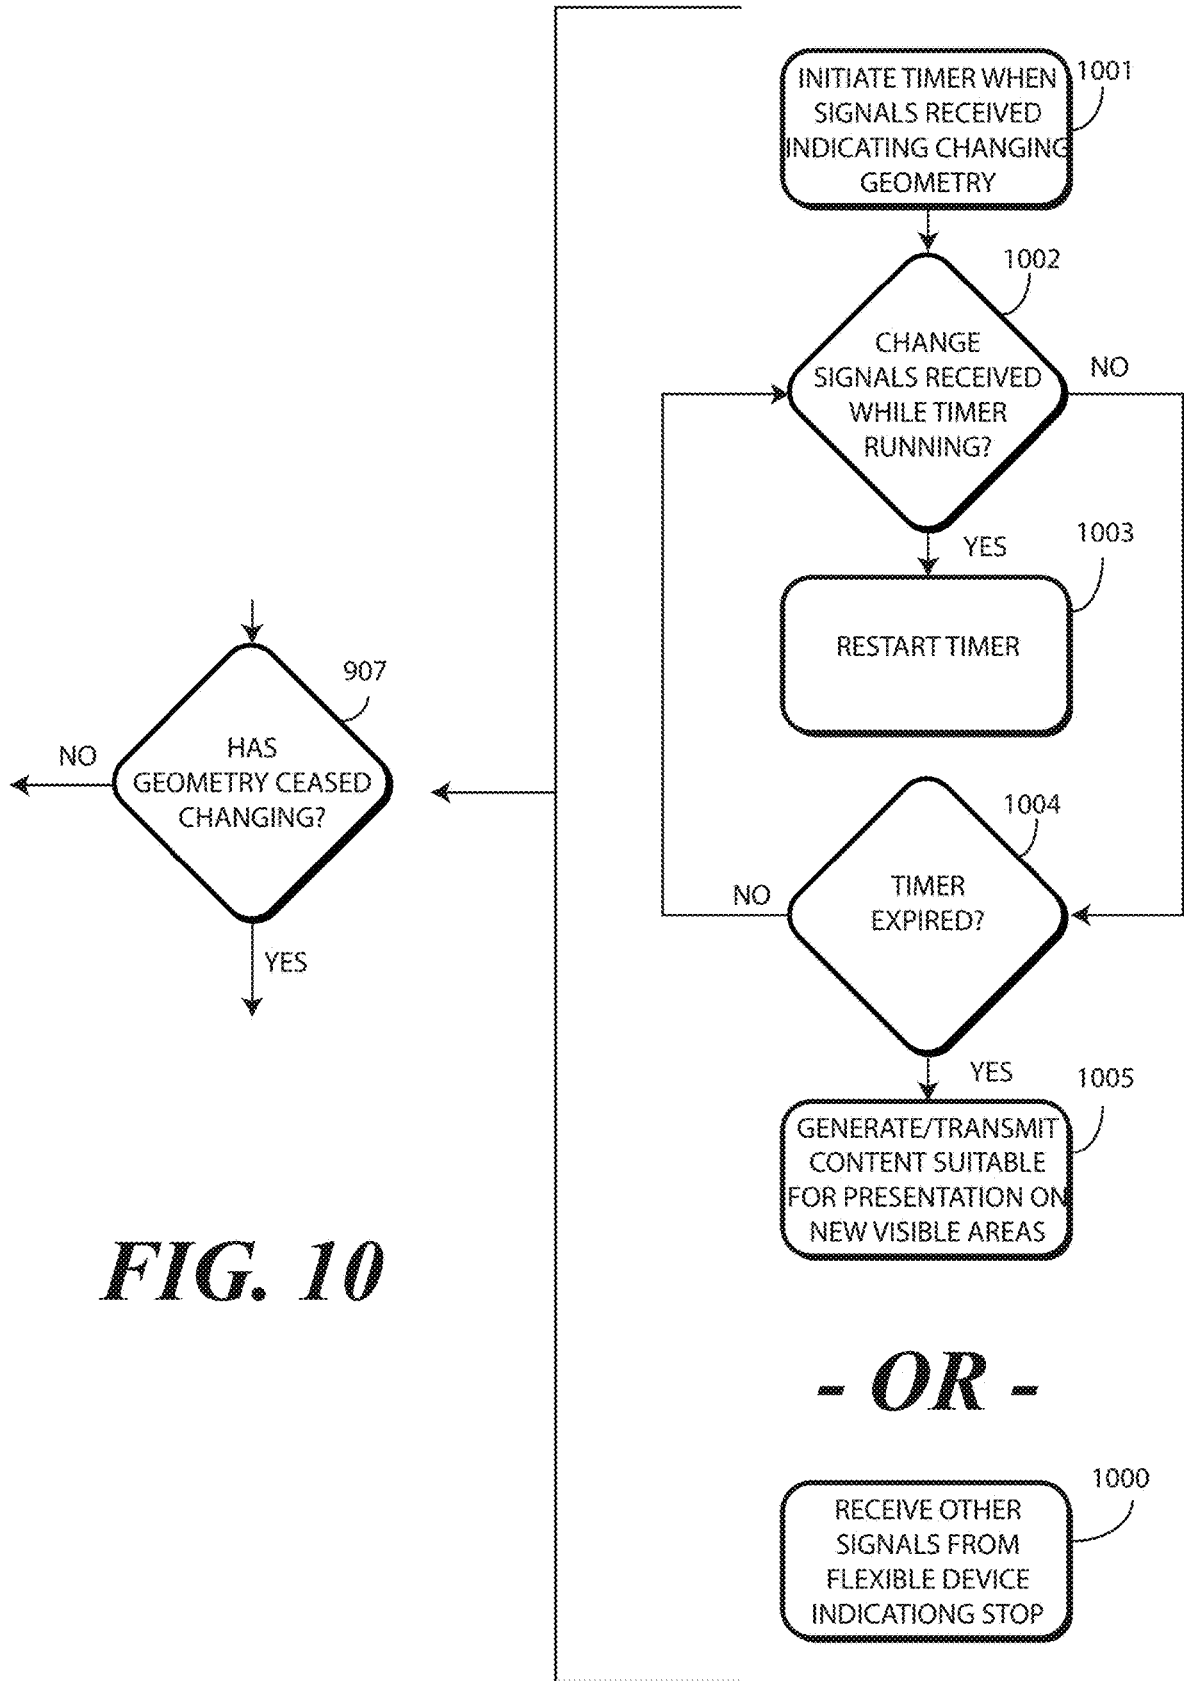 INITIATE TIMER WHEN
SIGNALS RECEIVED
INDICATING CHANGING
GEOMETRY
1001
1002
CHANGE
SIGNALS RECEIVED
WHILE TIMER
RUNNING?
NO
YES
1003
RESTART TIMER
907
HAS
GEOMETRY CEASED
CHANGING?
NO
YES
1004
TIMER
EXPIRED?
NO
YES
1005
GENERATE/TRANSMIT
CONTENT SUITABLE
FOR PRESENTATION ON
NEW VISIBLE AREAS
FIG. 10
- OR -
1000
RECEIVE OTHER
SIGNALS FROM
FLEXIBLE DEVICE
INDICATIONG STOP